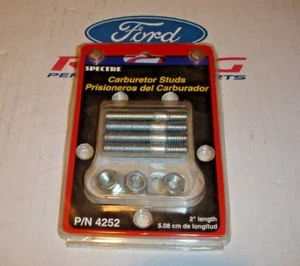 Ford
SPECTRE
Carburetor Studs
Prisioneros del Carburador
P/N 4252
2" length
5.08 cm de longitud